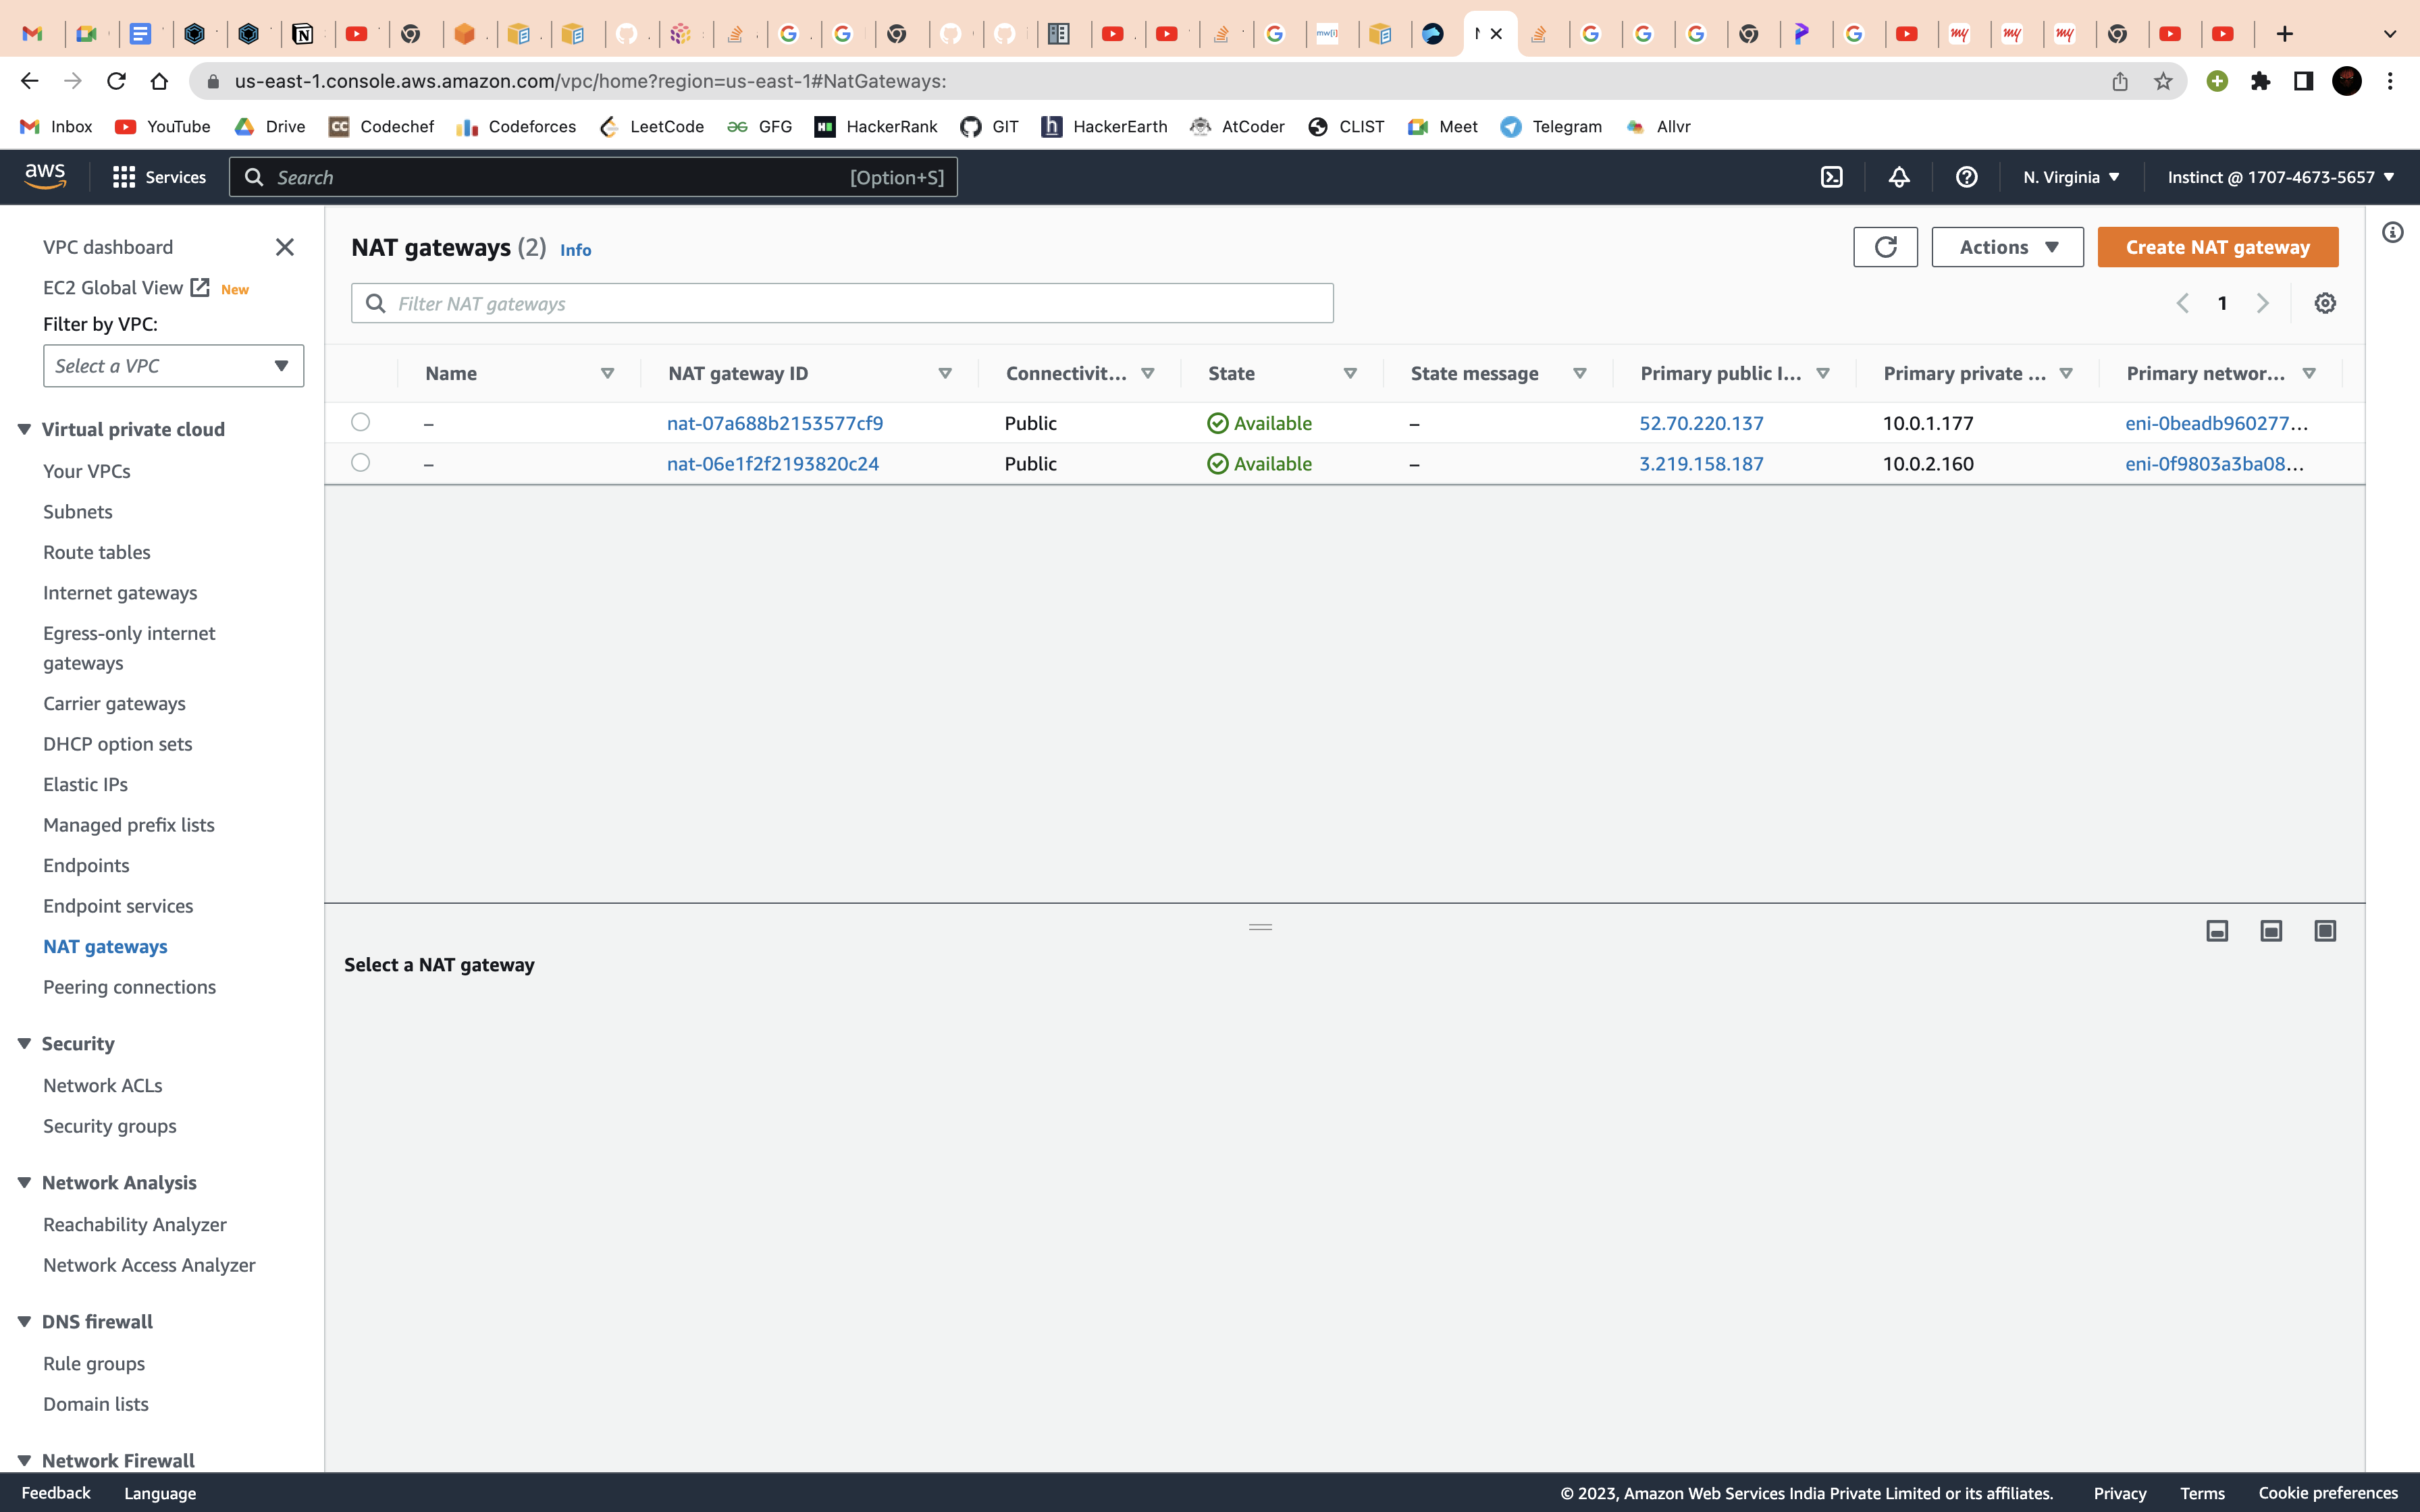 us-east-1.console.aws.amazon.com/vpc/home?region=us-east-1#NatGateways:
Inbox YouTube Drive Codechef Codeforces LeetCode GFG HackerRank GIT HackerEarth AtCoder CLIST Meet Telegram Allvr
aws Services Search [Option+S] N. Virginia Instinct @ 1707-4673-5657
VPC dashboard
EC2 Global View New
Filter by VPC:
Select a VPC
Virtual private cloud
Your VPCs
Subnets
Route tables
Internet gateways
Egress-only internet
gateways
Carrier gateways
DHCP option sets
Elastic IPs
Managed prefix lists
Endpoints
Endpoint services
NAT gateways
Peering connections
Security
Network ACLs
Security groups
Network Analysis
Reachability Analyzer
Network Access Analyzer
DNS firewall
Rule groups
Domain lists
Network Firewall
NAT gateways (2) Info
Actions Create NAT gateway
Filter NAT gateways
1
Name NAT gateway ID Connectivit... State State message Primary public I... Primary private ... Primary networ...
– nat-07a688b2153577cf9 Public Available – 52.70.220.137 10.0.1.177 eni-0beadb960277...
– nat-06e1f2f2193820c24 Public Available – 3.219.158.187 10.0.2.160 eni-0f9803a3ba08...
Select a NAT gateway
Feedback Language © 2023, Amazon Web Services India Private Limited or its affiliates. Privacy Terms Cookie preferences